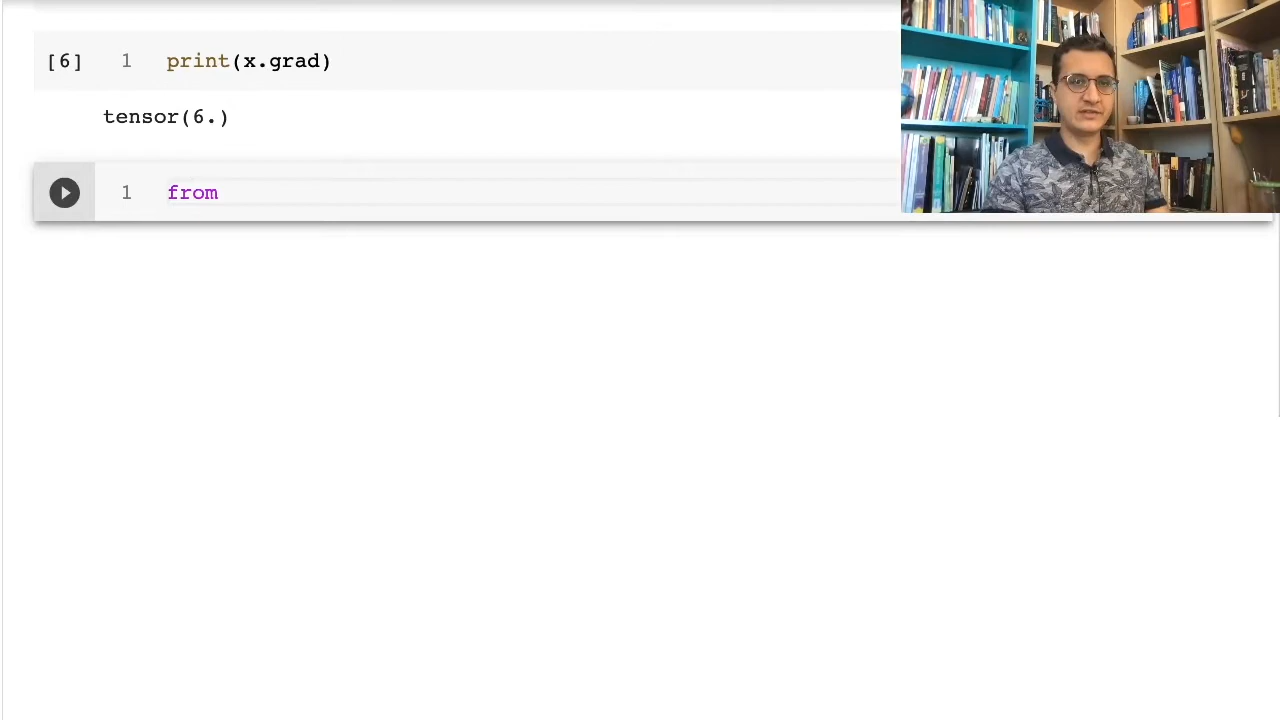 [6] 1 print(x.grad)
tensor(6.)
1 from